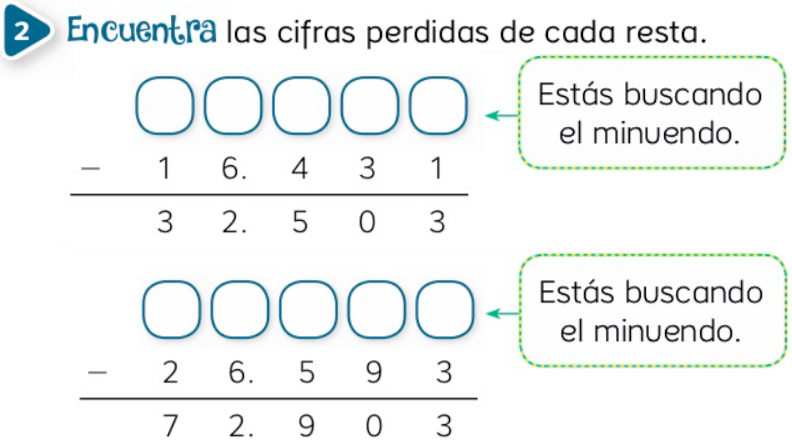 2 Encuentra las cifras perdidas de cada resta.
Estás buscando
el minuendo.
− 1 6. 4 3 1
3 2. 5 0 3
Estás buscando
el minuendo.
− 2 6. 5 9 3
7 2. 9 0 3